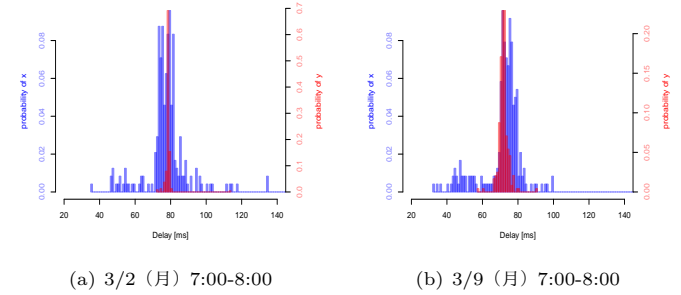 probability of x
0.00 0.02 0.04 0.06 0.08
0.0 0.1 0.2 0.3 0.4 0.5 0.6 0.7
probability of y
20 40 60 80 100 120 140
Delay [ms]
(a) 3/2（月）7:00-8:00
probability of x
0.00 0.02 0.04 0.06 0.08
0.00 0.05 0.10 0.15 0.20
probability of y
20 40 60 80 100 120 140
Delay [ms]
(b) 3/9（月）7:00-8:00